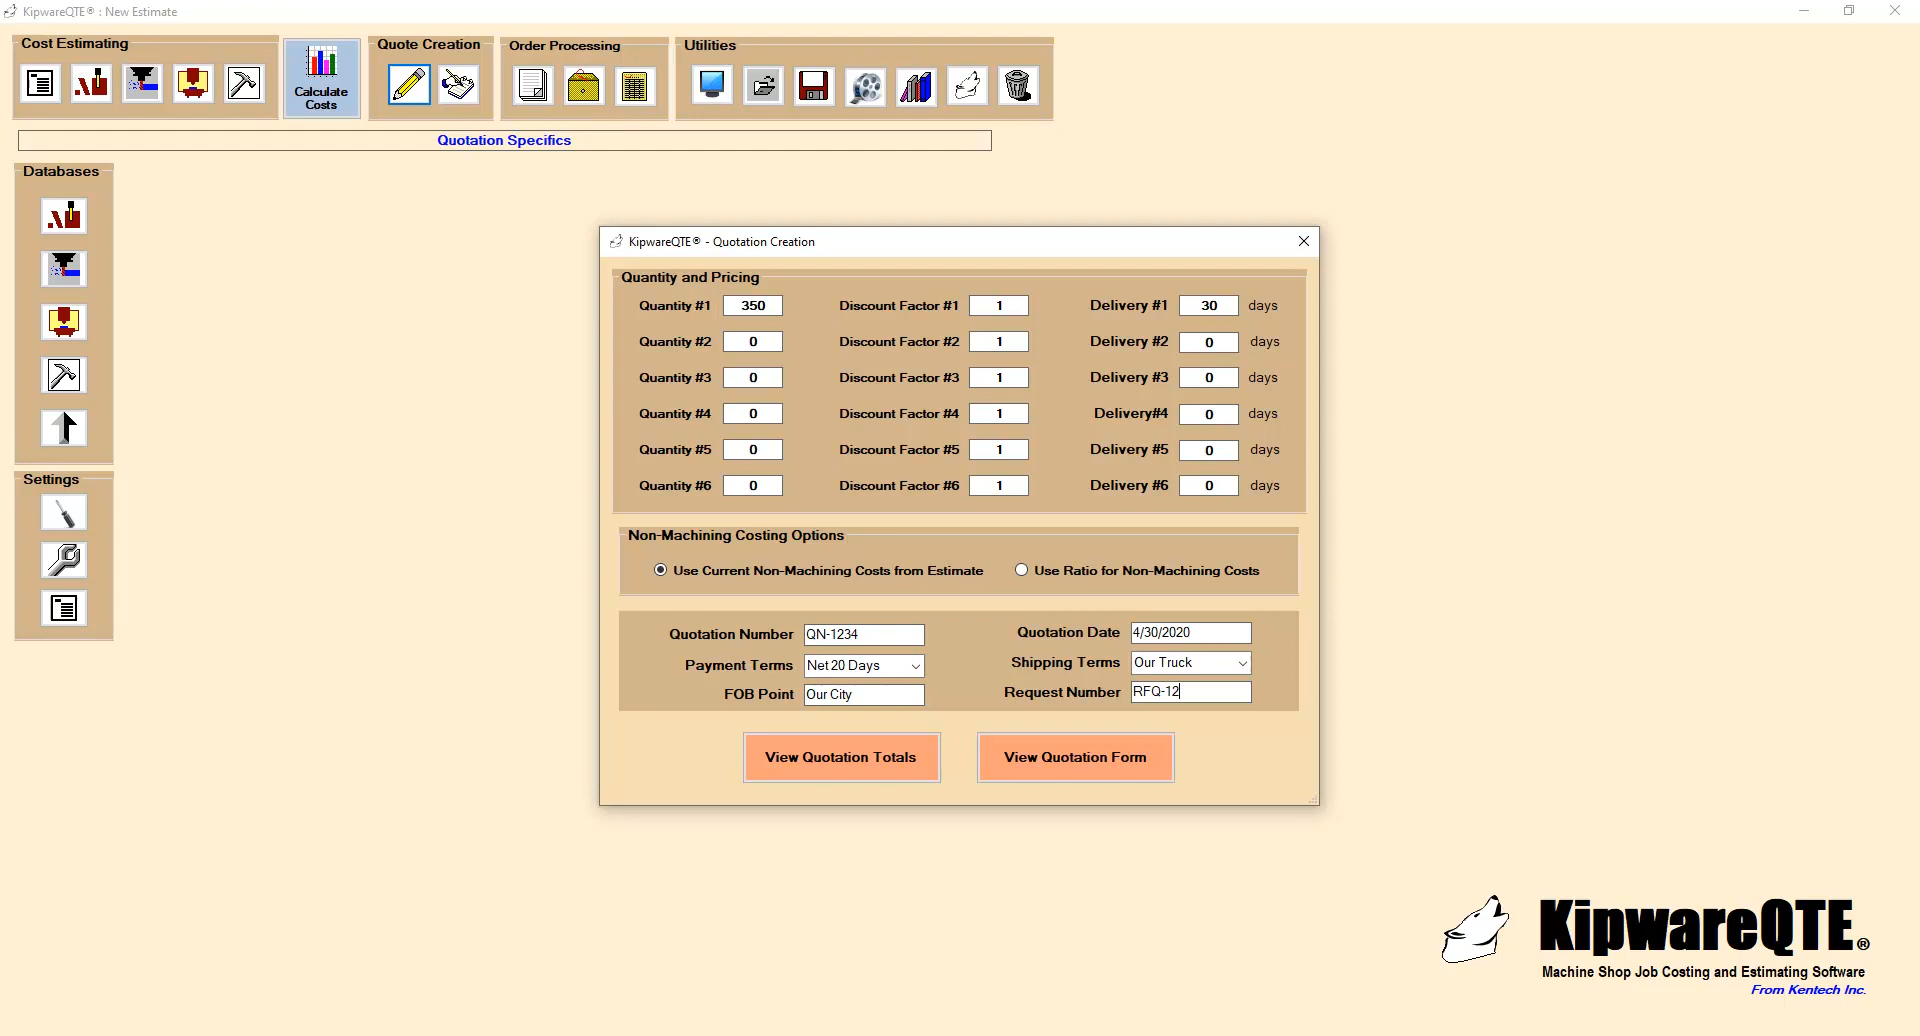 KipwareQTE® : New Estimate
Cost Estimating
Calculate
Costs
Quote Creation
Order Processing
Utilities
Quotation Specifics
Databases
Settings
KipwareQTE® - Quotation Creation
Quantity and Pricing
Quantity #1 350 Discount Factor #1 1 Delivery #1 30 days
Quantity #2 0 Discount Factor #2 1 Delivery #2 0 days
Quantity #3 0 Discount Factor #3 1 Delivery #3 0 days
Quantity #4 0 Discount Factor #4 1 Delivery#4 0 days
Quantity #5 0 Discount Factor #5 1 Delivery #5 0 days
Quantity #6 0 Discount Factor #6 1 Delivery #6 0 days
Non-Machining Costing Options
Use Current Non-Machining Costs from Estimate Use Ratio for Non-Machining Costs
Quotation Number QN-1234 Quotation Date 4/30/2020
Payment Terms Net 20 Days Shipping Terms Our Truck
FOB Point Our City Request Number RFQ-12
View Quotation Totals View Quotation Form
KipwareQTE®
Machine Shop Job Costing and Estimating Software
From Kentech Inc.